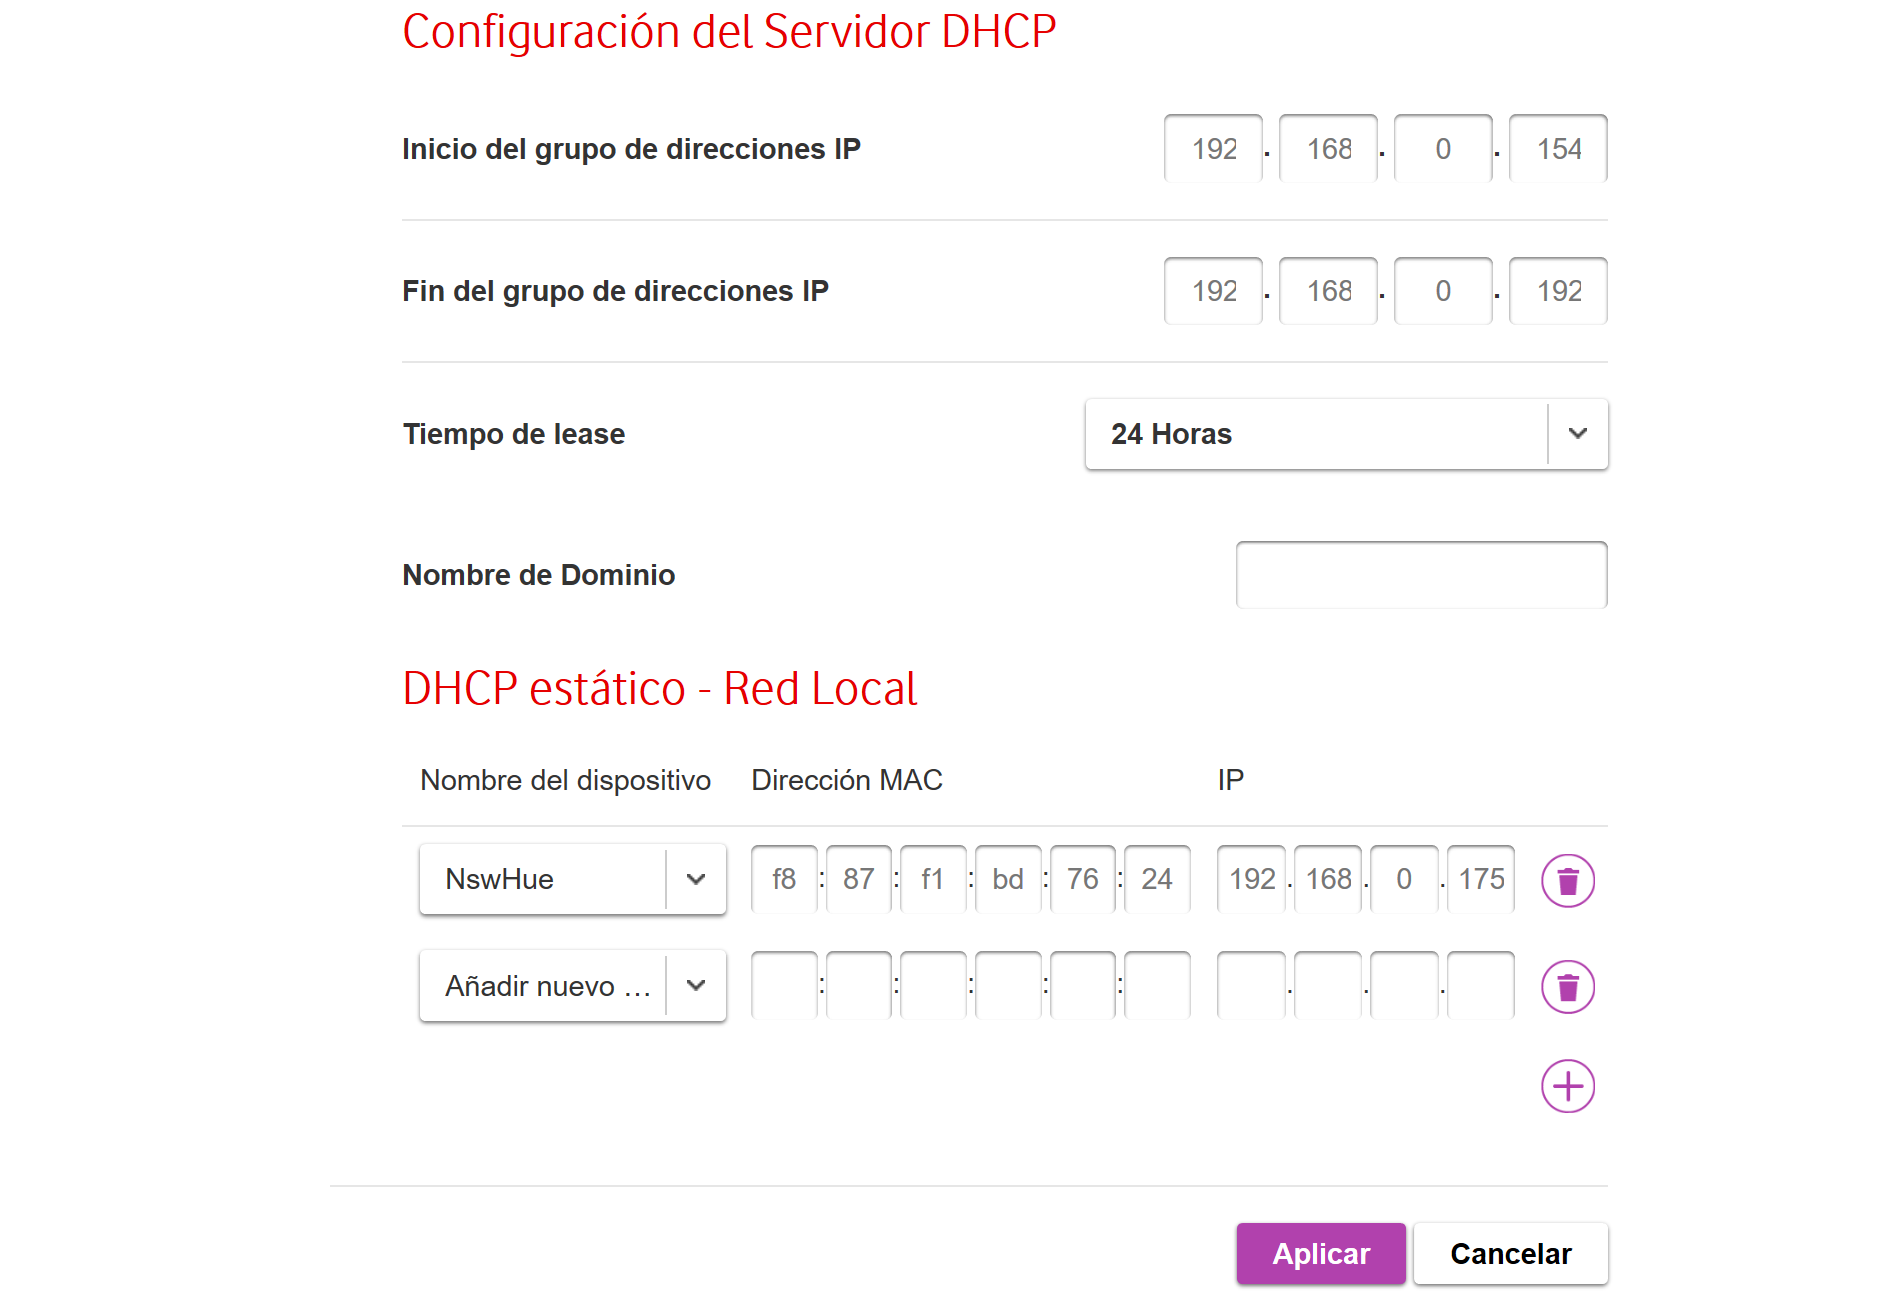 Configuración del Servidor DHCP
Inicio del grupo de direcciones IP 192 . 168 . 0 . 154
Fin del grupo de direcciones IP 192 . 168 . 0 . 192
Tiempo de lease 24 Horas
Nombre de Dominio
DHCP estático - Red Local
Nombre del dispositivo Dirección MAC IP
NswHue f8 : 87 : f1 : bd : 76 : 24 192 . 168 . 0 . 175
Añadir nuevo ... : : : : : . . .
Aplicar Cancelar